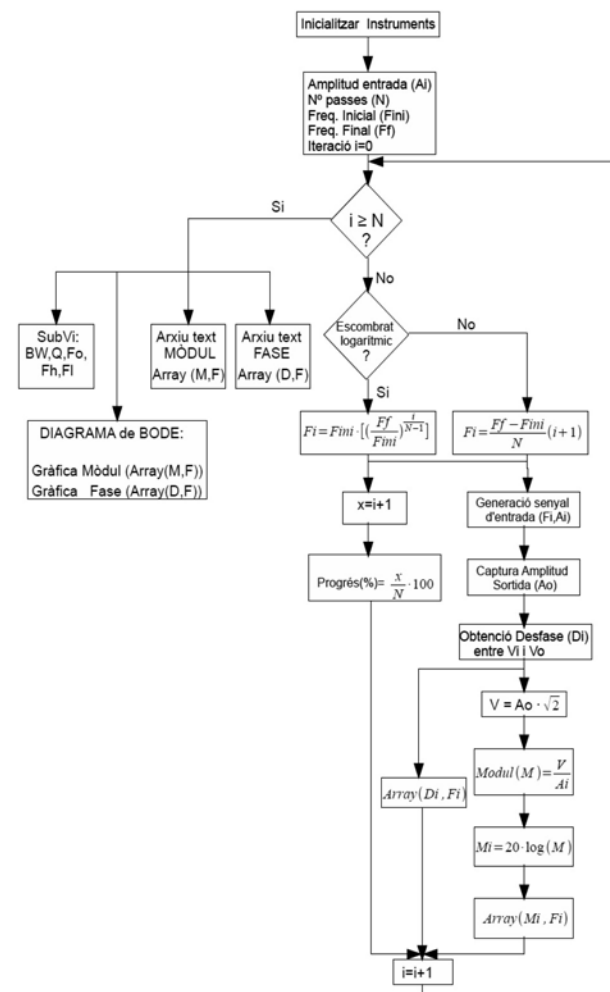 Inicialitzar Instruments
Amplitud entrada (Ai)
Nº passes (N)
Freq. Inicial (Fini)
Freq. Final (Ff)
Iteració i=0
Si
i ≥ N
?
No
SubVi:
BW,Q,Fo,
Fh,Fl
Arxiu text
MÒDUL
Array (M,F)
Arxiu text
FASE
Array (D,F)
DIAGRAMA de BODE:
Gràfica Mòdul (Array(M,F))
Gràfica Fase (Array(D,F))
Escombrat
logarítmic
?
No
Si
Fi=Fini·[(Ff/Fini)^(i/(N-1))]
Fi=(Ff-Fini)/N (i+1)
x=i+1
Progrés(%)= x/N ·100
Generació senyal
d'entrada (Fi,Ai)
Captura Amplitud
Sortida (Ao)
Obtenció Desfase (Di)
entre Vi i Vo
V = Ao · √2
Modul(M)=V/Ai
Array(Di,Fi)
Mi=20·log(M)
Array(Mi,Fi)
i=i+1